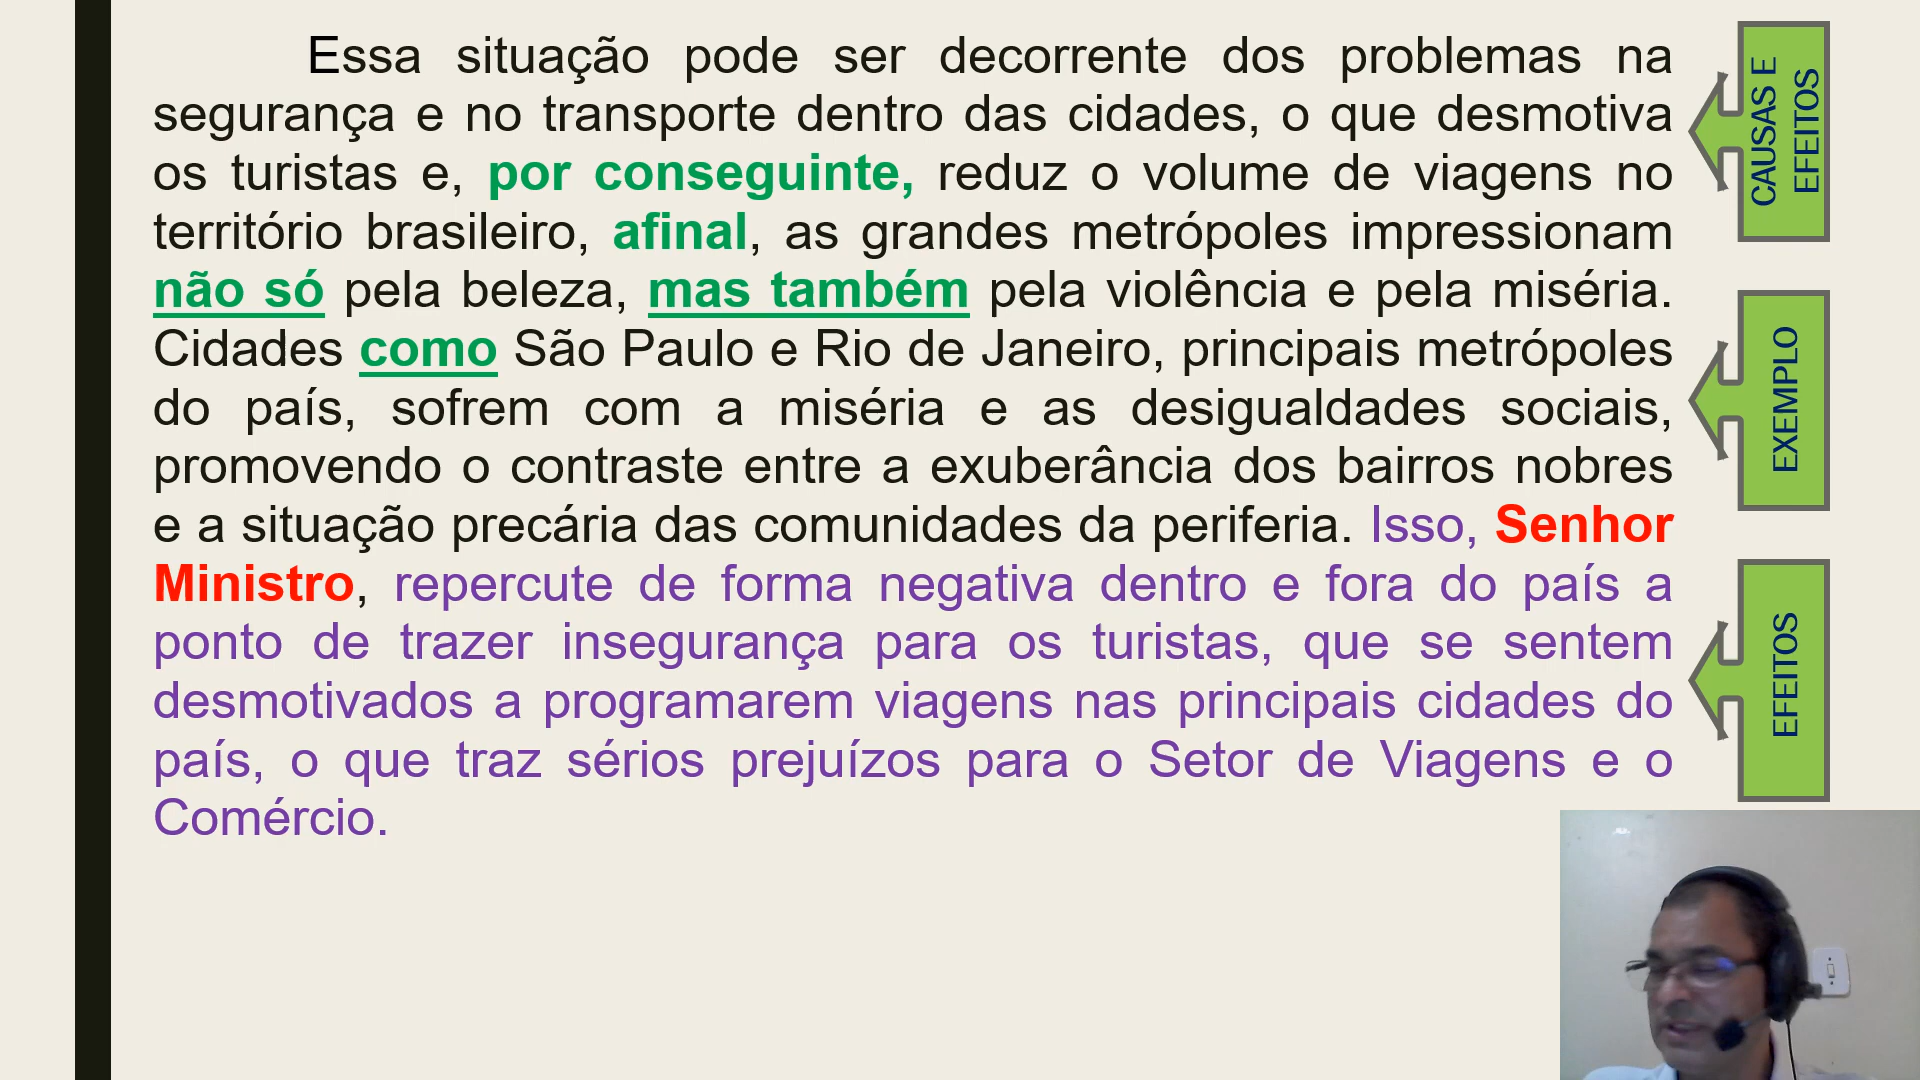 Essa situação pode ser decorrente dos problemas na
segurança e no transporte dentro das cidades, o que desmotiva
os turistas e, por conseguinte, reduz o volume de viagens no
território brasileiro, afinal, as grandes metrópoles impressionam
não só pela beleza, mas também pela violência e pela miséria.
Cidades como São Paulo e Rio de Janeiro, principais metrópoles
do país, sofrem com a miséria e as desigualdades sociais,
promovendo o contraste entre a exuberância dos bairros nobres
e a situação precária das comunidades da periferia. Isso, Senhor
Ministro, repercute de forma negativa dentro e fora do país a
ponto de trazer insegurança para os turistas, que se sentem
desmotivados a programarem viagens nas principais cidades do
país, o que traz sérios prejuízos para o Setor de Viagens e o
Comércio.
CAUSAS E
EFEITOS
EXEMPLO
EFEITOS